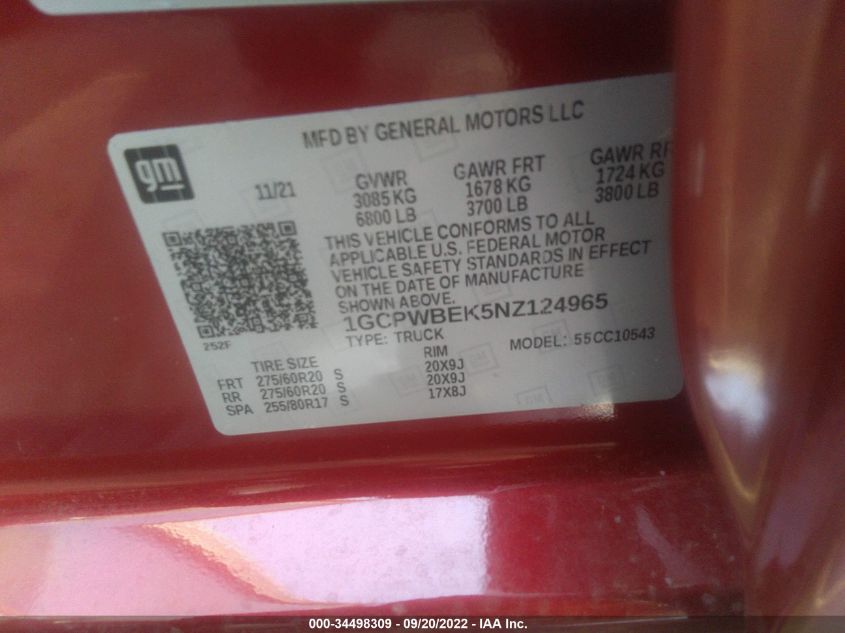 MFD BY GENERAL MOTORS LLC
gm
11/21
GVWR GAWR FRT GAWR RR
3085 KG 1678 KG 1724 KG
6800 LB 3700 LB 3800 LB
THIS VEHICLE CONFORMS TO ALL
APPLICABLE U.S. FEDERAL MOTOR
VEHICLE SAFETY STANDARDS IN EFFECT
ON THE DATE OF MANUFACTURE
SHOWN ABOVE.
1GCPWBEK5NZ124965
252F
TYPE: TRUCK MODEL: 55CC10543
TIRE SIZE RIM
FRT 275/60R20 S 20X9J
RR 275/60R20 S 20X9J
SPA 255/80R17 S 17X8J
000-34498309 - 09/20/2022 - IAA Inc.